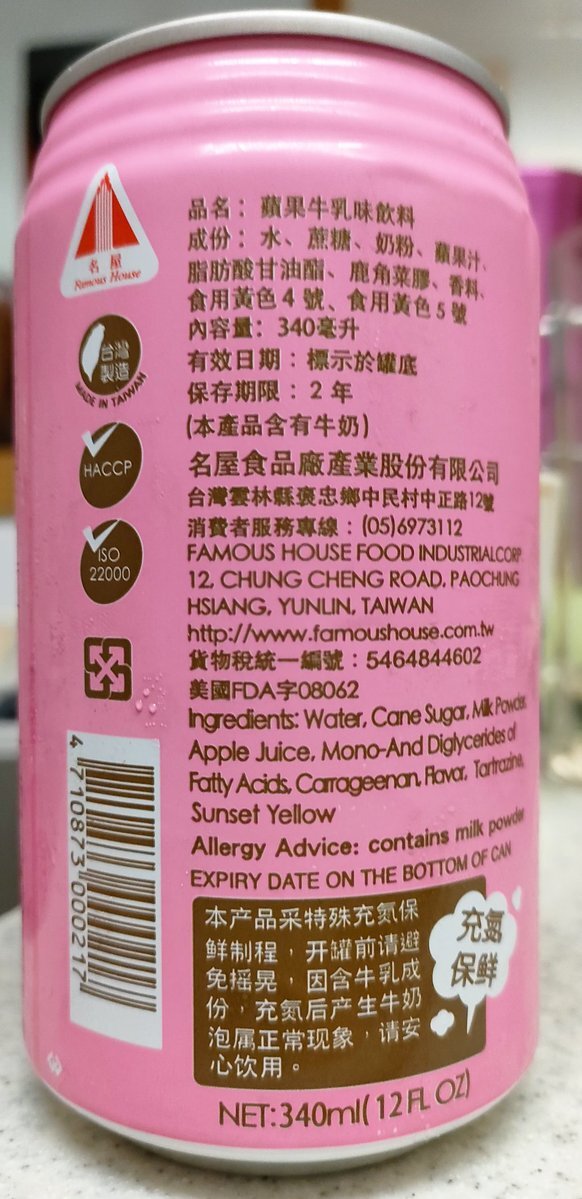 名屋
Famous House
台灣
製造
MADE IN TAIWAN
HACCP
ISO
22000
4 710873 000217
品名：蘋果牛乳味飲料
成份：水、蔗糖、奶粉、蘋果汁、
脂肪酸甘油酯、鹿角菜膠、香料、
食用黃色4號、食用黃色5號
內容量：340毫升
有效日期：標示於罐底
保存期限：2年
(本產品含有牛奶)
名屋食品廠產業股份有限公司
台灣雲林縣褒忠鄉中民村中正路12號
消費者服務專線：(05)6973112
FAMOUS HOUSE FOOD INDUSTRIAL CORP.
12, CHUNG CHENG ROAD, PAOCHUNG
HSIANG, YUNLIN, TAIWAN
http://www.famoushouse.com.tw
貨物稅統一編號：5464844602
美國FDA字08062
Ingredients: Water, Cane Sugar, Milk Powder,
Apple Juice, Mono-And Diglycerides of
Fatty Acids, Carrageenan, Flavor, Tartrazine,
Sunset Yellow
Allergy Advice: contains milk powder
EXPIRY DATE ON THE BOTTOM OF CAN
本产品采特殊充氮保
鲜制程，开罐前请避
免摇晃，因含牛乳成
份，充氮后产生牛奶
泡属正常现象，请安
心饮用。
充氮
保鲜
NET:340ml(12 FL OZ)